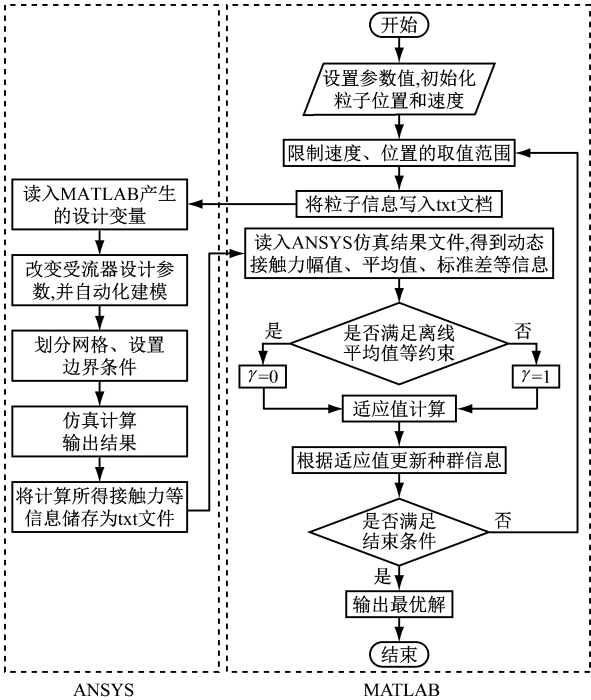 开始
设置参数值,初始化
粒子位置和速度
限制速度、位置的取值范围
将粒子信息写入txt文档
读入MATLAB产生
的设计变量
改变受流器设计参
数,并自动化建模
划分网格、设置
边界条件
仿真计算
输出结果
将计算所得接触力等
信息储存为txt文件
读入ANSYS仿真结果文件,得到动态
接触力幅值、平均值、标准差等信息
是否满足离线
平均值等约束
是
否
γ=0
γ=1
适应值计算
根据适应值更新种群信息
是否满足
结束条件
否
是
输出最优解
结束
ANSYS
MATLAB